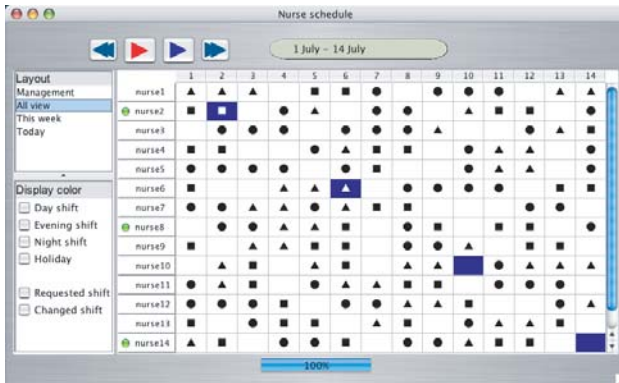 Nurse schedule
1 July - 14 July
Layout
Management
All view
This week
Today
Display color
Day shift
Evening shift
Night shift
Holiday
Requested shift
Changed shift
1 2 3 4 5 6 7 8 9 10 11 12 13 14
nurse1
nurse2
nurse3
nurse4
nurse5
nurse6
nurse7
nurse8
nurse9
nurse10
nurse11
nurse12
nurse13
nurse14
100%